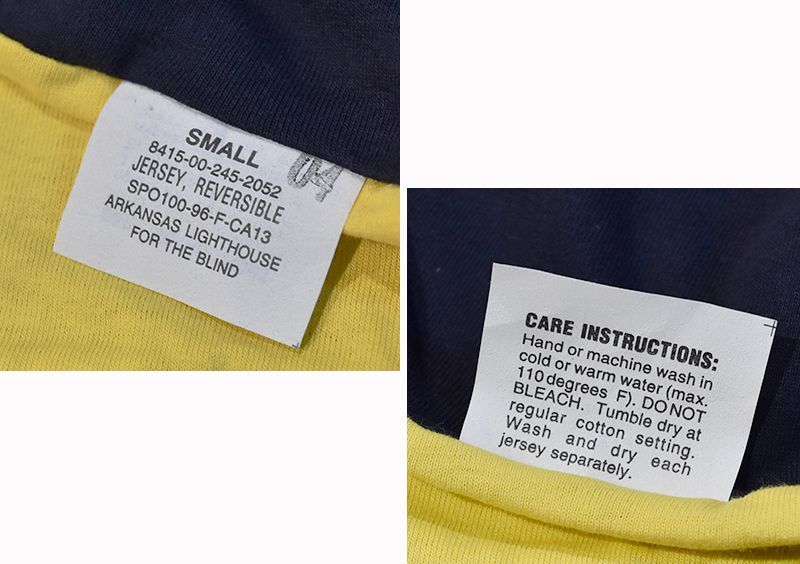 SMALL
8415-00-245-2052
JERSEY, REVERSIBLE
SPO100-96-F-CA13
ARKANSAS LIGHTHOUSE
FOR THE BLIND
CARE INSTRUCTIONS:
Hand or machine wash in
cold or warm water (max.
110 degrees F). DO NOT
BLEACH. Tumble dry at
regular cotton setting.
Wash and dry each
jersey separately.